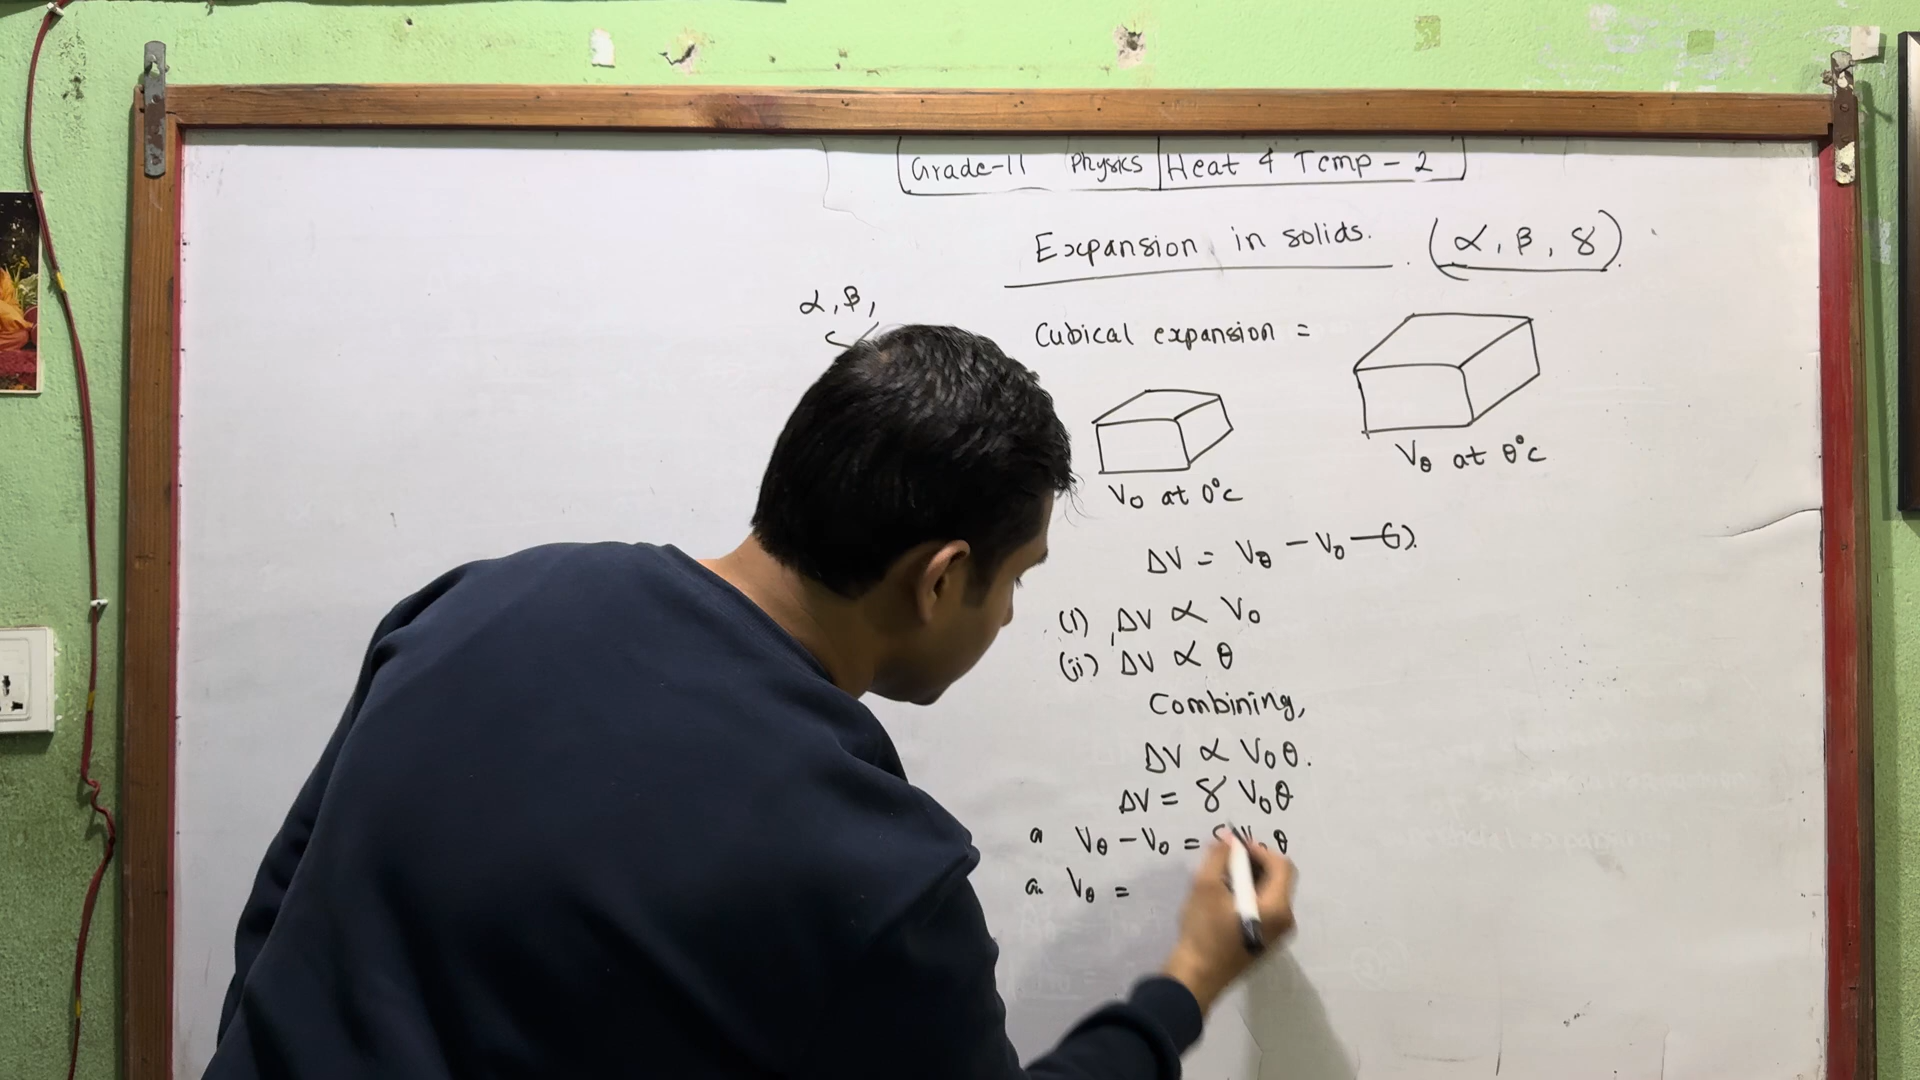 Grade-11 Physics Heat & Temp - 2
Expansion in solids. (α, β, γ).
α, β,
Cubical expansion =
V₀ at 0°c
Vθ at θ°c
ΔV = Vθ - V₀ —(i).
(i) ΔV ∝ V₀
(ii) ΔV ∝ θ
Combining,
ΔV ∝ V₀θ.
ΔV = γ V₀θ
Vθ - V₀ = γV₀θ
Vθ =